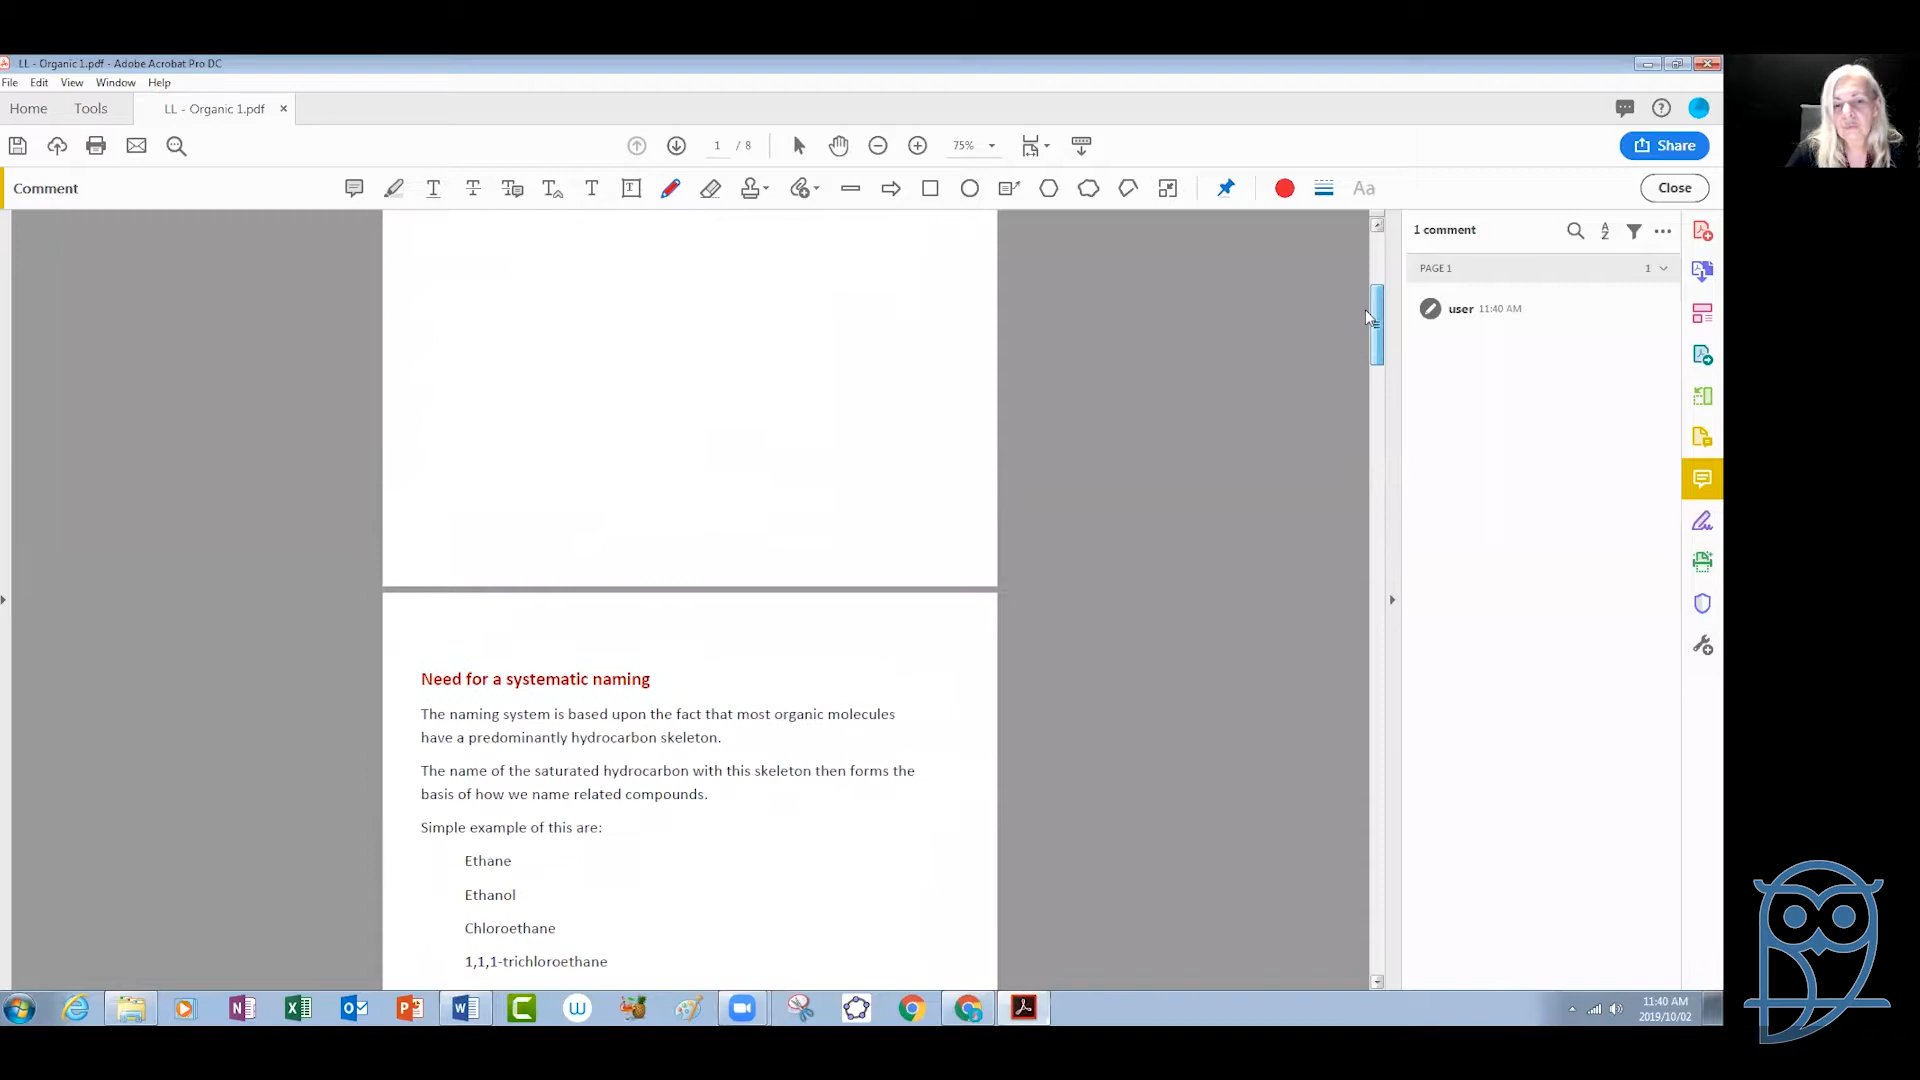 LL - Organic 1.pdf - Adobe Acrobat Pro DC
File Edit View Window Help
Home Tools LL - Organic 1.pdf ×
1 / 8 75% Share
Comment Aa Close
1 comment
PAGE 1 1
user 11:40 AM
Need for a systematic naming
The naming system is based upon the fact that most organic molecules
have a predominantly hydrocarbon skeleton.
The name of the saturated hydrocarbon with this skeleton then forms the
basis of how we name related compounds.
Simple example of this are:
Ethane
Ethanol
Chloroethane
1,1,1-trichloroethane
11:40 AM
2019/10/02